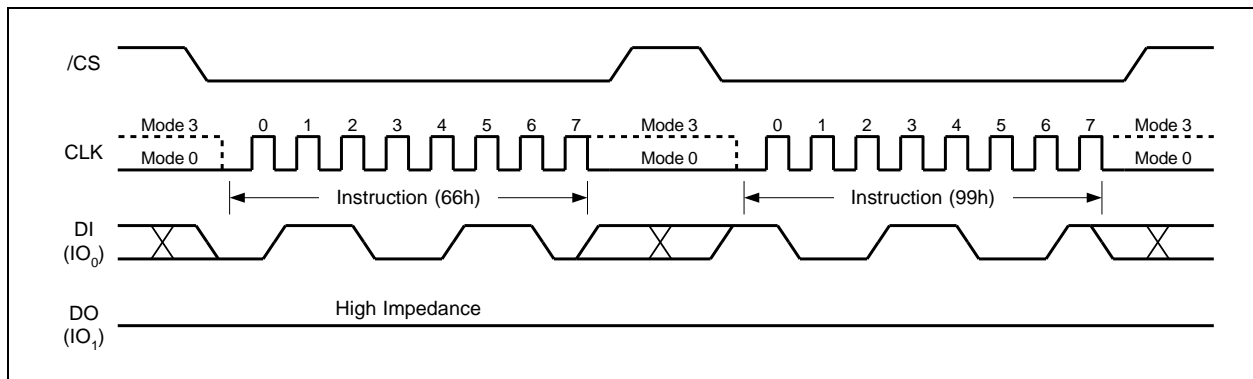 /CS
Mode 3 0 1 2 3 4 5 6 7 Mode 3 0 1 2 3 4 5 6 7 Mode 3
CLK
Mode 0 Mode 0 Mode 0
Instruction (66h) Instruction (99h)
DI
(IO0)
High Impedance
DO
(IO1)